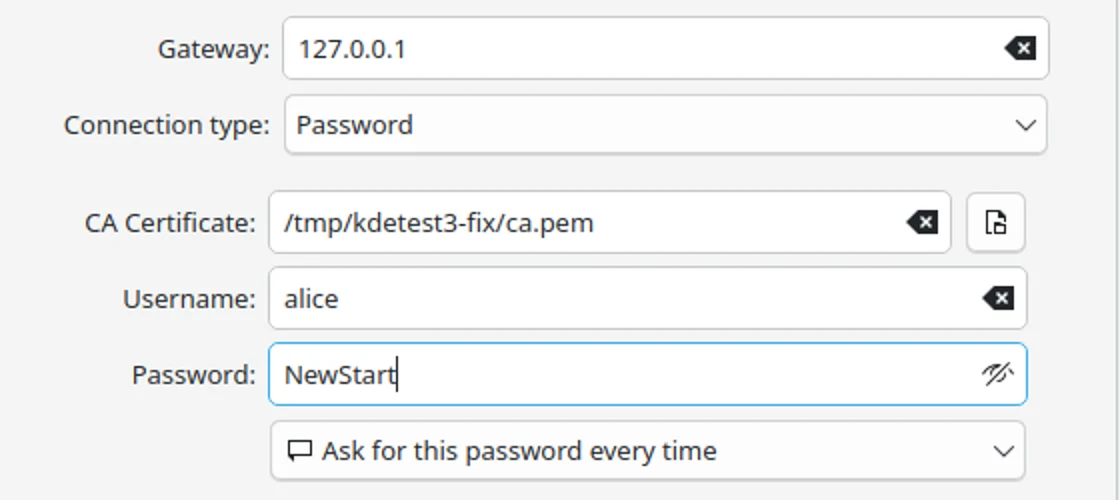 Gateway: 127.0.0.1
Connection type: Password
CA Certificate: /tmp/kdetest3-fix/ca.pem
Username: alice
Password: NewStart
Ask for this password every time